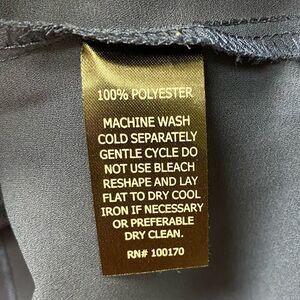 100% POLYESTER
MACHINE WASH
COLD SEPARATELY
GENTLE CYCLE DO
NOT USE BLEACH
RESHAPE AND LAY
FLAT TO DRY COOL
IRON IF NECESSARY
OR PREFERABLE
DRY CLEAN.
RN# 100170